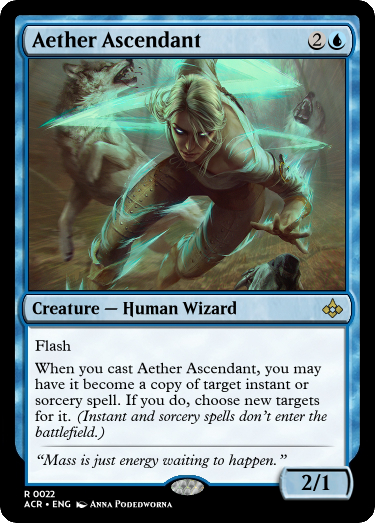 Aether Ascendant 2
Creature — Human Wizard
Flash
When you cast Aether Ascendant, you may
have it become a copy of target instant or
sorcery spell. If you do, choose new targets
for it. (Instant and sorcery spells don't enter the
battlefield.)
"Mass is just energy waiting to happen."
2/1
R 0022
ACR • ENG Anna Podedworna